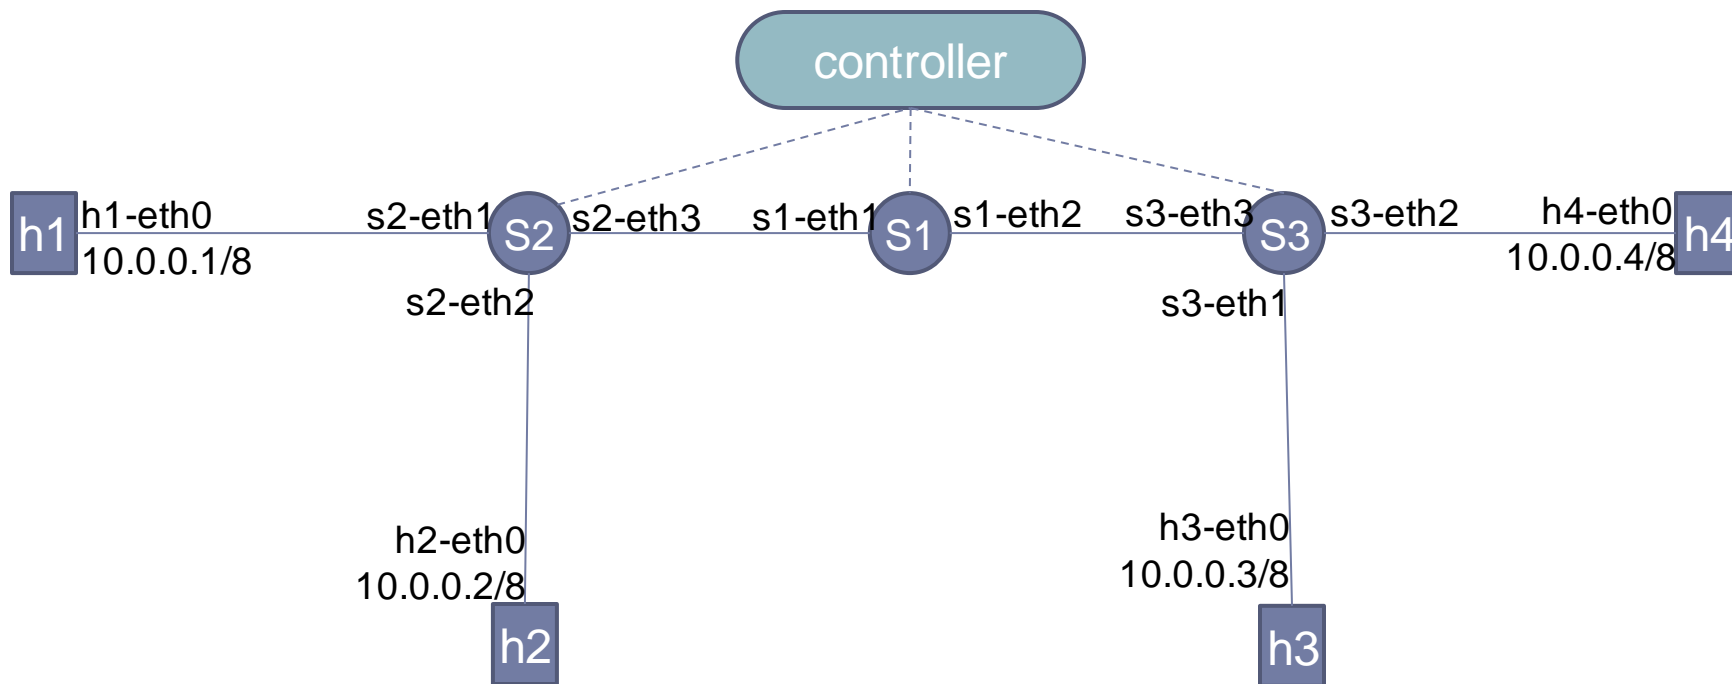 controller
h1
h1-eth0
10.0.0.1/8
s2-eth1
S2
s2-eth3
s2-eth2
s1-eth1
S1
s1-eth2
s3-eth3
S3
s3-eth2
s3-eth1
h4-eth0
10.0.0.4/8
h4
h2-eth0
10.0.0.2/8
h2
h3-eth0
10.0.0.3/8
h3